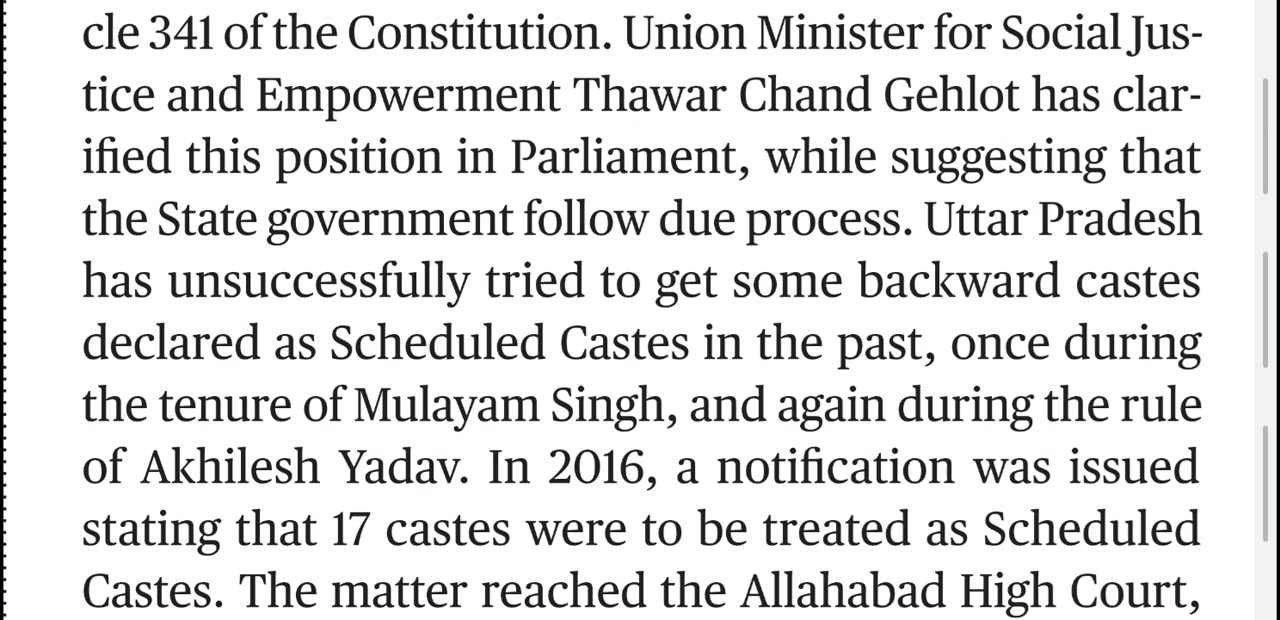 cle 341 of the Constitution. Union Minister for Social Jus-
tice and Empowerment Thawar Chand Gehlot has clar-
ified this position in Parliament, while suggesting that
the State government follow due process. Uttar Pradesh
has unsuccessfully tried to get some backward castes
declared as Scheduled Castes in the past, once during
the tenure of Mulayam Singh, and again during the rule
of Akhilesh Yadav. In 2016, a notification was issued
stating that 17 castes were to be treated as Scheduled
Castes. The matter reached the Allahabad High Court,